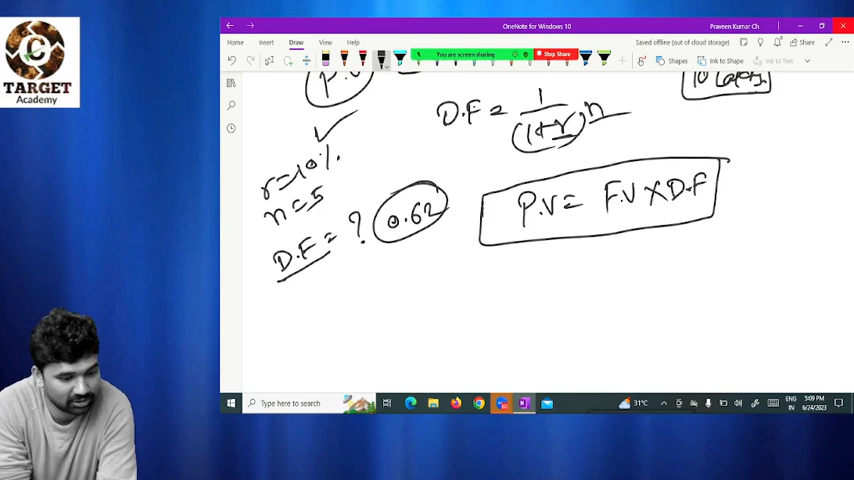 C
TARGET
Academy
OneNote for Windows 10
Praveen Kumar Ch
Home Insert Draw View Help
You are screen sharing Stop Share
Saved offline (out of cloud storage)
Shapes Ink to Shape Ink to Text
P.V
D.F = 1/(1+r)n
r=10%
n=5
D.F = ? 0.62
P.V = F.V X D.F
Type here to search
31°C
ENG
IN
5:09 PM
6/24/2023